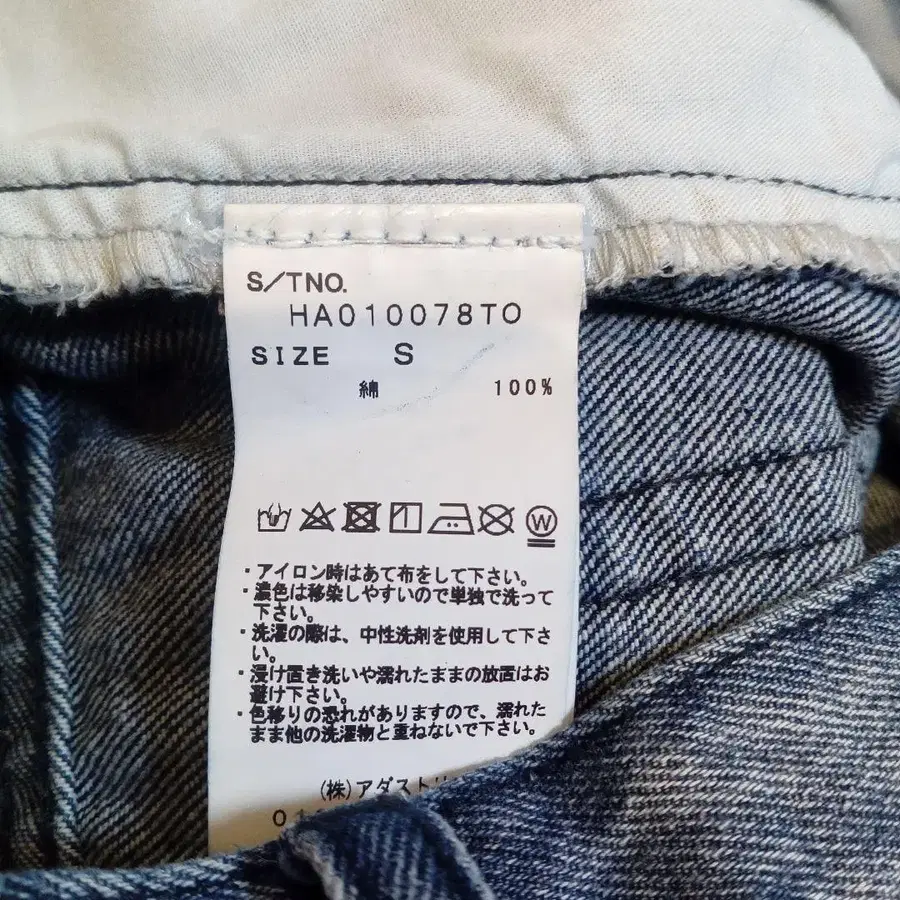 S/TNO.
HA010078TO
SIZE S
綿 100%
W
・アイロン時はあて布をして下さい。
・濃色は移染しやすいので単独で洗って
下さい。
・洗濯の際は、中性洗剤を使用して下さ
い。
・浸け置き洗いや濡れたままの放置はお
避け下さい。
・色移りの恐れがありますので、濡れた
まま他の洗濯物と重ねないで下さい。
(株)アダスト